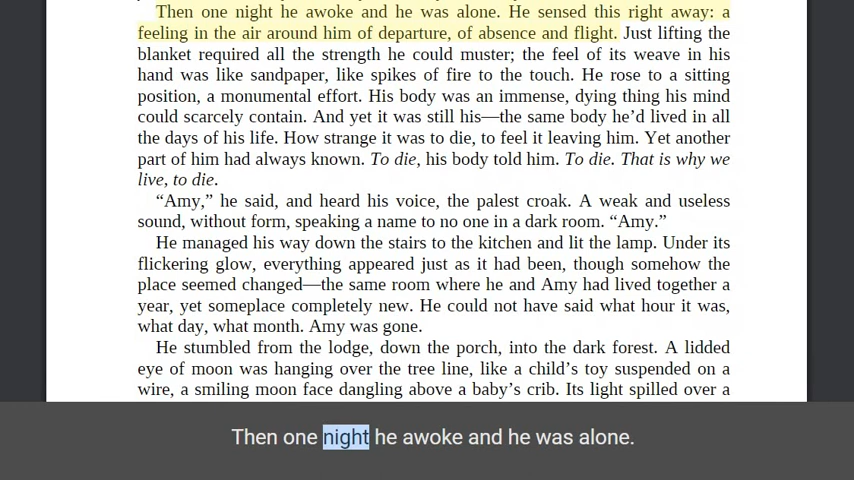 Then one night he awoke and he was alone. He sensed this right away: a
feeling in the air around him of departure, of absence and flight. Just lifting the
blanket required all the strength he could muster; the feel of its weave in his
hand was like sandpaper, like spikes of fire to the touch. He rose to a sitting
position, a monumental effort. His body was an immense, dying thing his mind
could scarcely contain. And yet it was still his—the same body he’d lived in all
the days of his life. How strange it was to die, to feel it leaving him. Yet another
part of him had always known. To die, his body told him. To die. That is why we
live, to die.
“Amy,” he said, and heard his voice, the palest croak. A weak and useless
sound, without form, speaking a name to no one in a dark room. “Amy.”
He managed his way down the stairs to the kitchen and lit the lamp. Under its
flickering glow, everything appeared just as it had been, though somehow the
place seemed changed—the same room where he and Amy had lived together a
year, yet someplace completely new. He could not have said what hour it was,
what day, what month. Amy was gone.
He stumbled from the lodge, down the porch, into the dark forest. A lidded
eye of moon was hanging over the tree line, like a child’s toy suspended on a
wire, a smiling moon face dangling above a baby’s crib. Its light spilled over a
Then one night he awoke and he was alone.